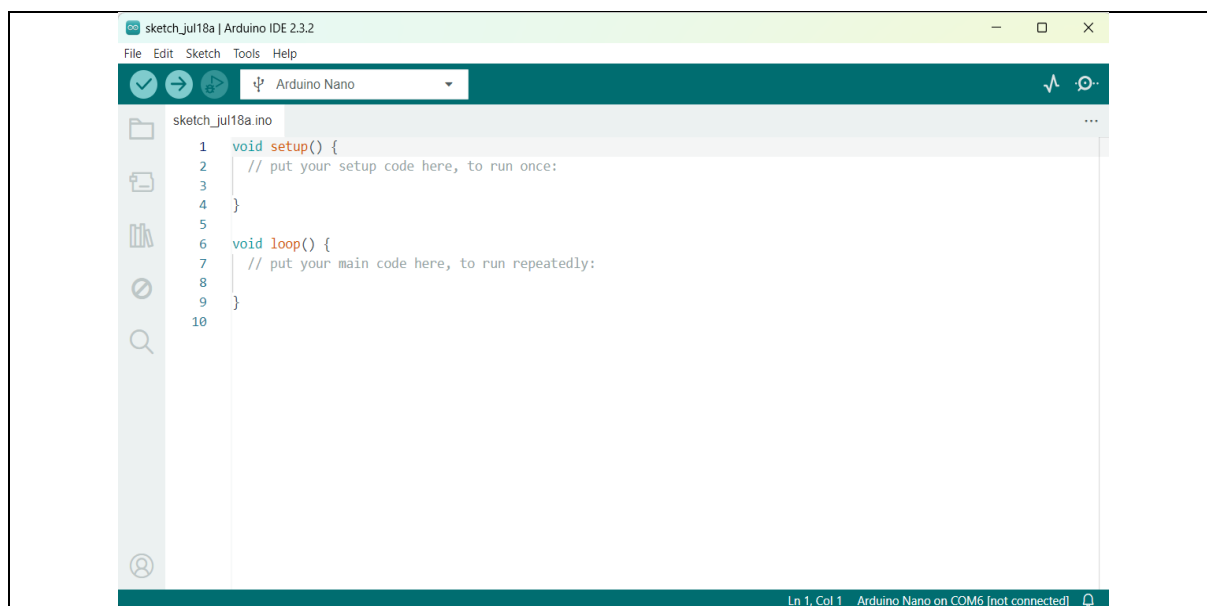 sketch_jul18a | Arduino IDE 2.3.2
File Edit Sketch Tools Help
Arduino Nano
sketch_jul18a.ino
1 void setup() {
2 // put your setup code here, to run once:
3
4 }
5
6 void loop() {
7 // put your main code here, to run repeatedly:
8
9 }
10
Ln 1, Col 1 Arduino Nano on COM6 [not connected]